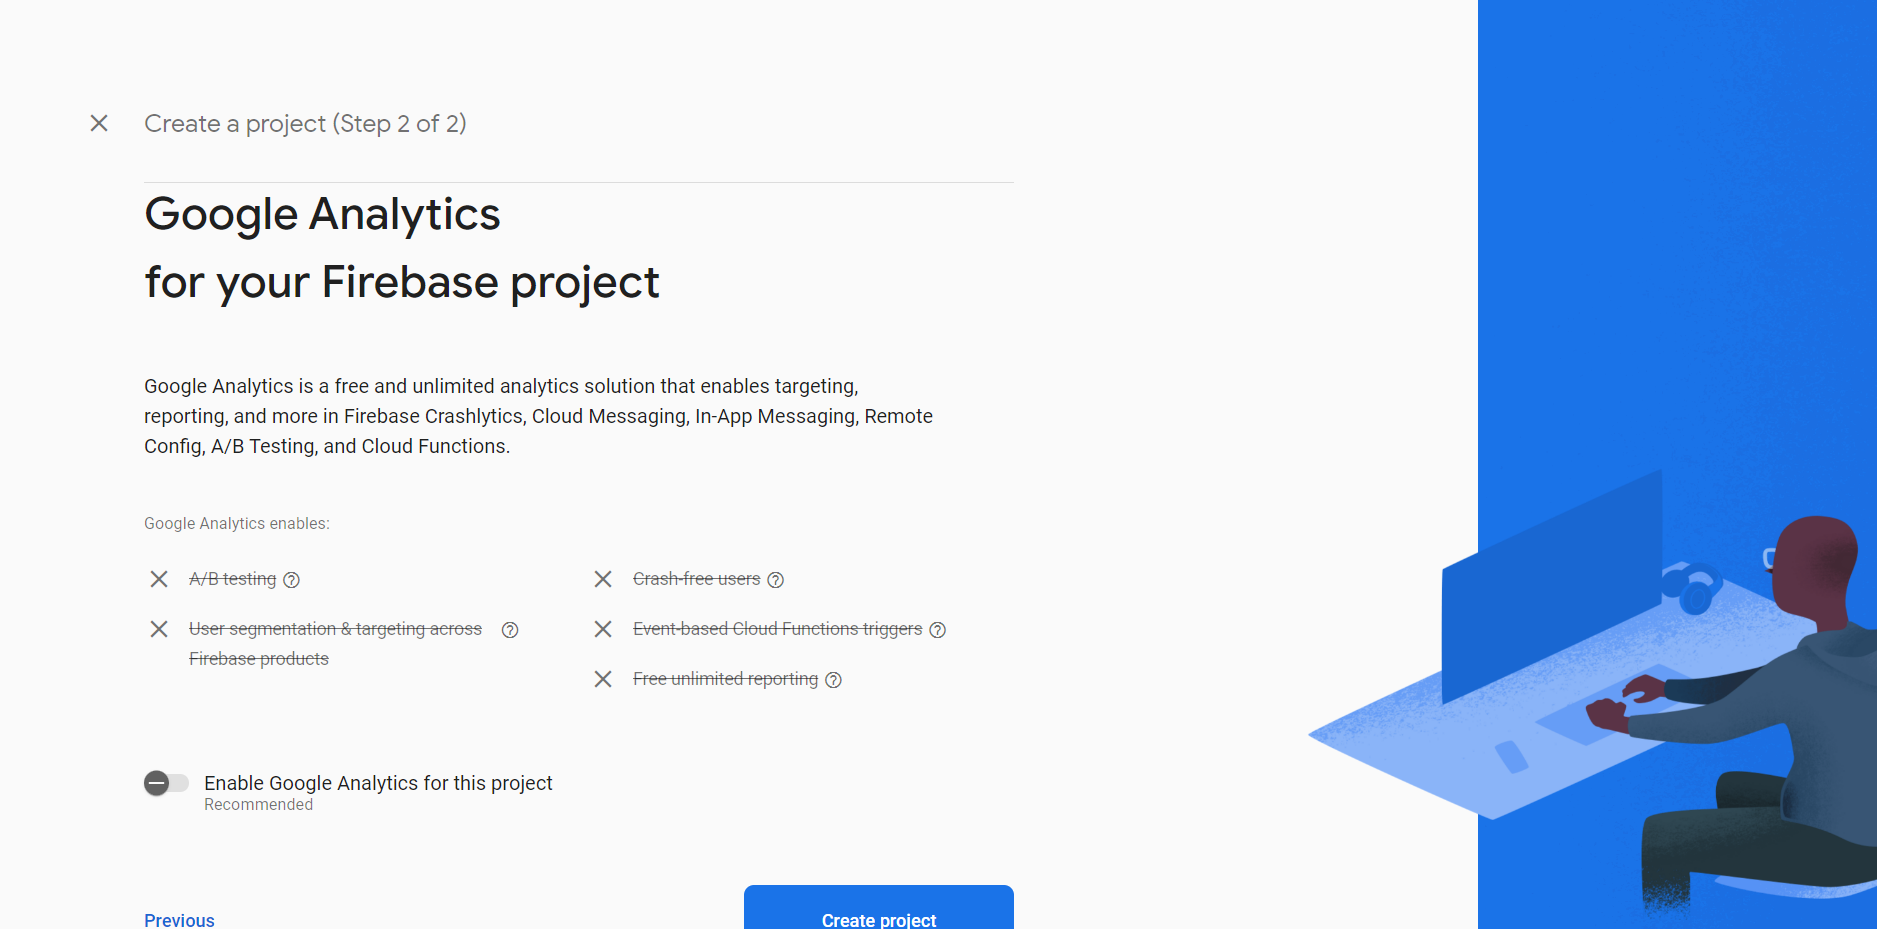 Create a project (Step 2 of 2)
Google Analytics
for your Firebase project
Google Analytics is a free and unlimited analytics solution that enables targeting,
reporting, and more in Firebase Crashlytics, Cloud Messaging, In-App Messaging, Remote
Config, A/B Testing, and Cloud Functions.
Google Analytics enables:
A/B testing
User segmentation & targeting across
Firebase products
Crash-free users
Event-based Cloud Functions triggers
Free unlimited reporting
Enable Google Analytics for this project
Recommended
Previous
Create project